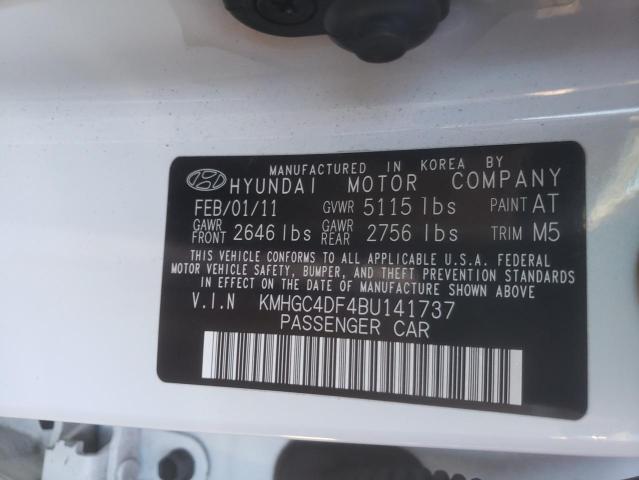 MANUFACTURED IN KOREA BY
HYUNDAI MOTOR COMPANY
FEB/01/11 GVWR 5115 lbs PAINT AT
GAWR FRONT 2646 lbs GAWR REAR 2756 lbs TRIM M5
THIS VEHICLE CONFORMS TO ALL APPLICABLE U.S.A. FEDERAL
MOTOR VEHICLE SAFETY, BUMPER, AND THEFT PREVENTION STANDARDS
IN EFFECT ON THE DATE OF MANUFACTURE SHOWN ABOVE
V.I.N KMHGC4DF4BU141737
PASSENGER CAR